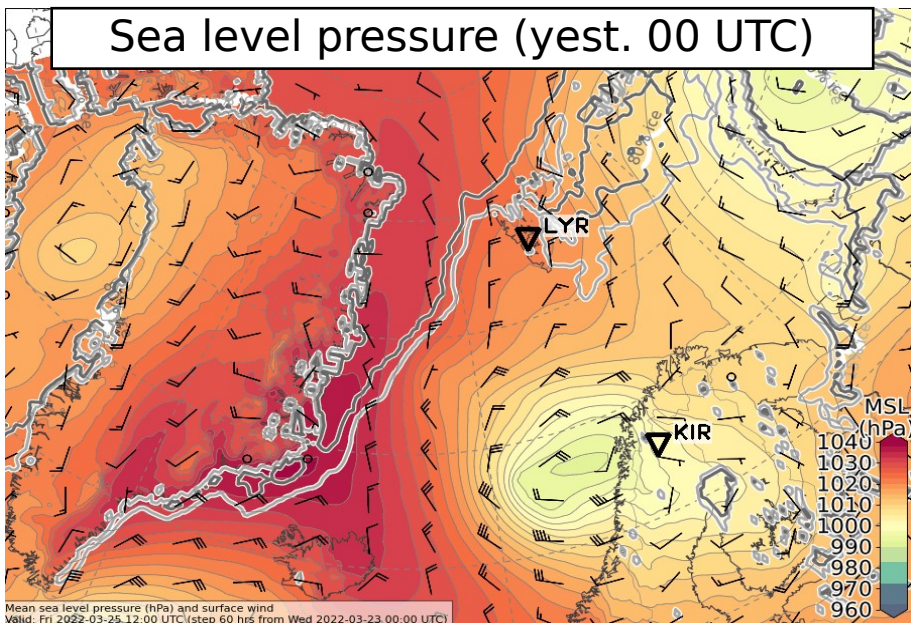 Sea level pressure (yest. 00 UTC)
80% ice
LYR
KIR
MSL
(hPa)
1040
1030
1020
1010
1000
990
980
970
960
Mean sea level pressure (hPa) and surface wind
Valid: Fri 2022-03-25 12:00 UTC (step 60 hrs from Wed 2022-03-23 00:00 UTC)